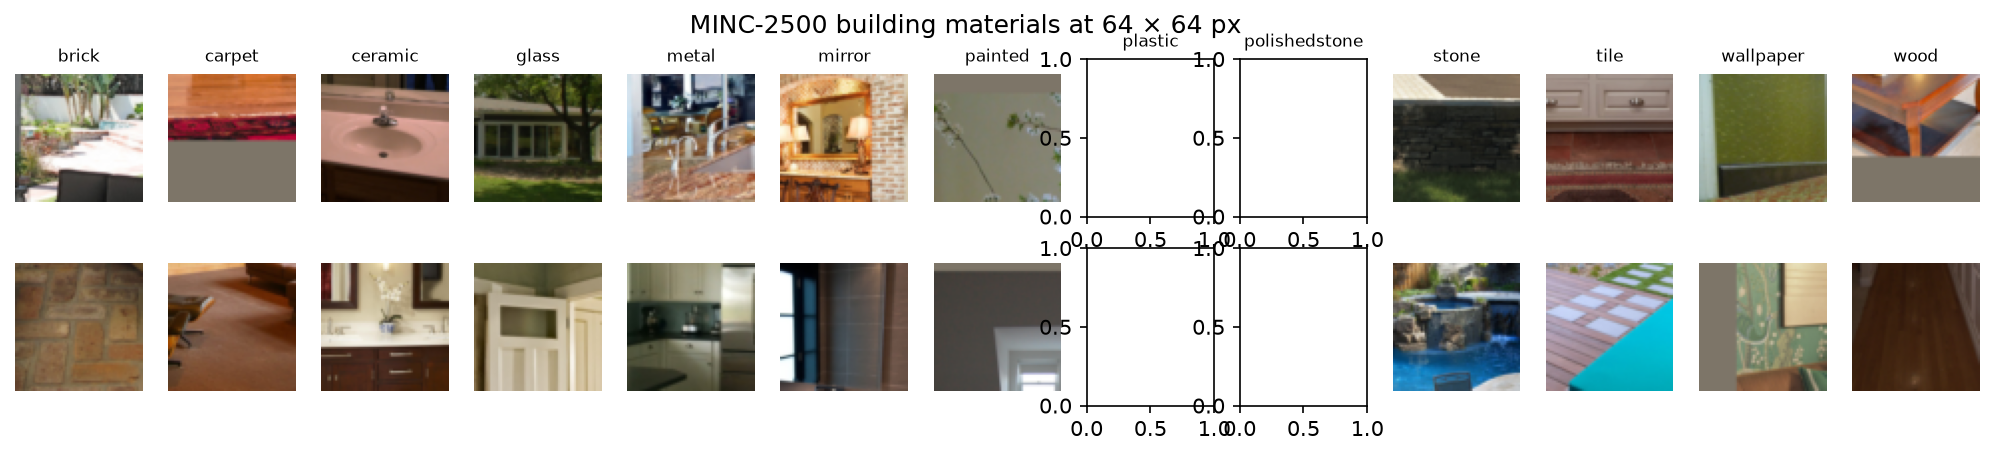 MINC-2500 building materials at 64 × 64 px
brick carpet ceramic glass metal mirror painted plastic polishedstone stone tile wallpaper wood
1.0 1.0
0.5 0.5
0.0 0.0
0.0 0.5 1.0 0.0 0.5 1.0
1.0 1.0
0.5 0.5
0.0 0.0
0.0 0.5 1.0 0.0 0.5 1.0